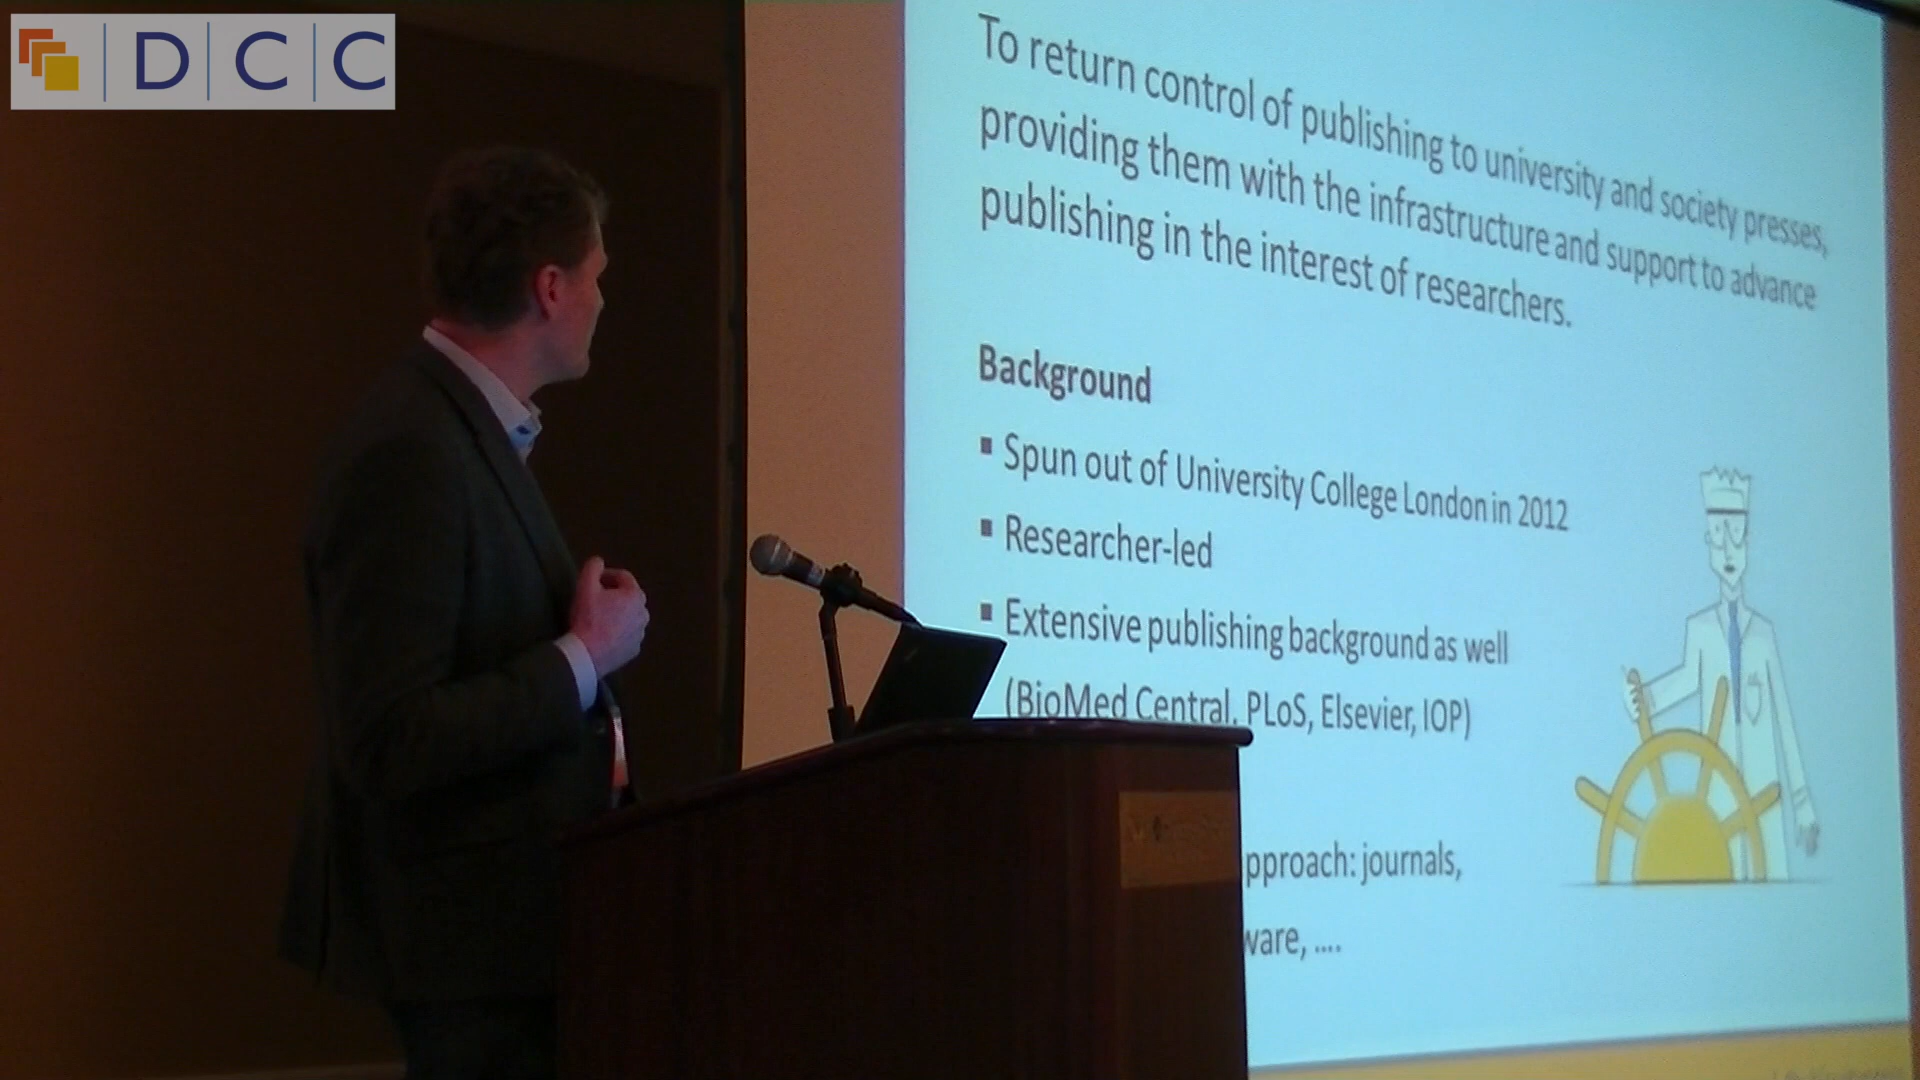 DCC
To return control of publishing to university and society presses,
providing them with the infrastructure and support to advance
publishing in the interest of researchers.
Background
▪ Spun out of University College London in 2012
▪ Researcher-led
▪ Extensive publishing background as well
(BioMed Central, PLoS, Elsevier, IOP)
pproach: journals,
ware, ....